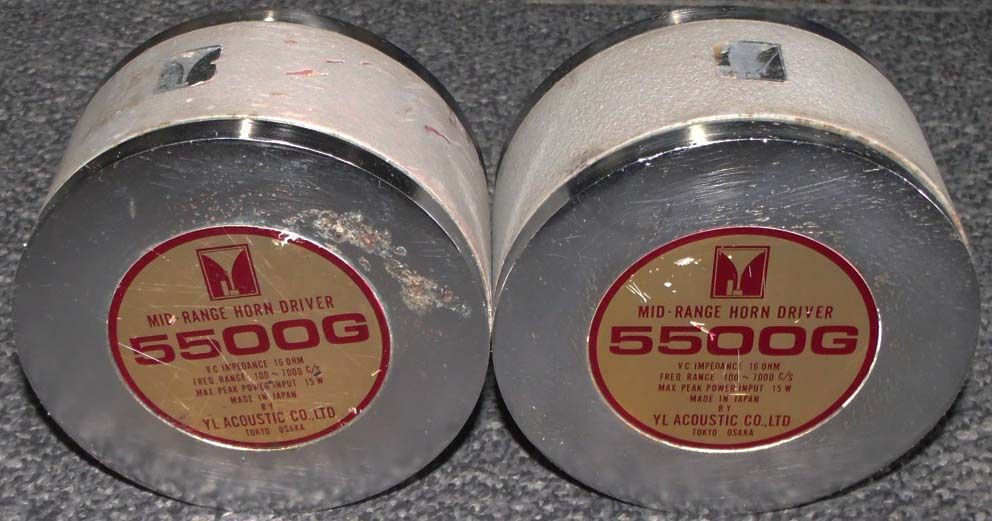 MID-RANGE HORN DRIVER
5500G
V.C IMPEDANCE 16 OHM
FREQ. RANGE 100 ~ 7000 C/S
MAX. PEAK POWER INPUT 15 W
MADE IN JAPAN
BY
YL ACOUSTIC CO.,LTD
TOKYO OSAKA
MID-RANGE HORN DRIVER
5500G
V.C IMPEDANCE 16 OHM
FREQ. RANGE 100 ~ 7000 C/S
MAX. PEAK POWER INPUT 15 W
MADE IN JAPAN
BY
YL ACOUSTIC CO.,LTD
TOKYO OSAKA